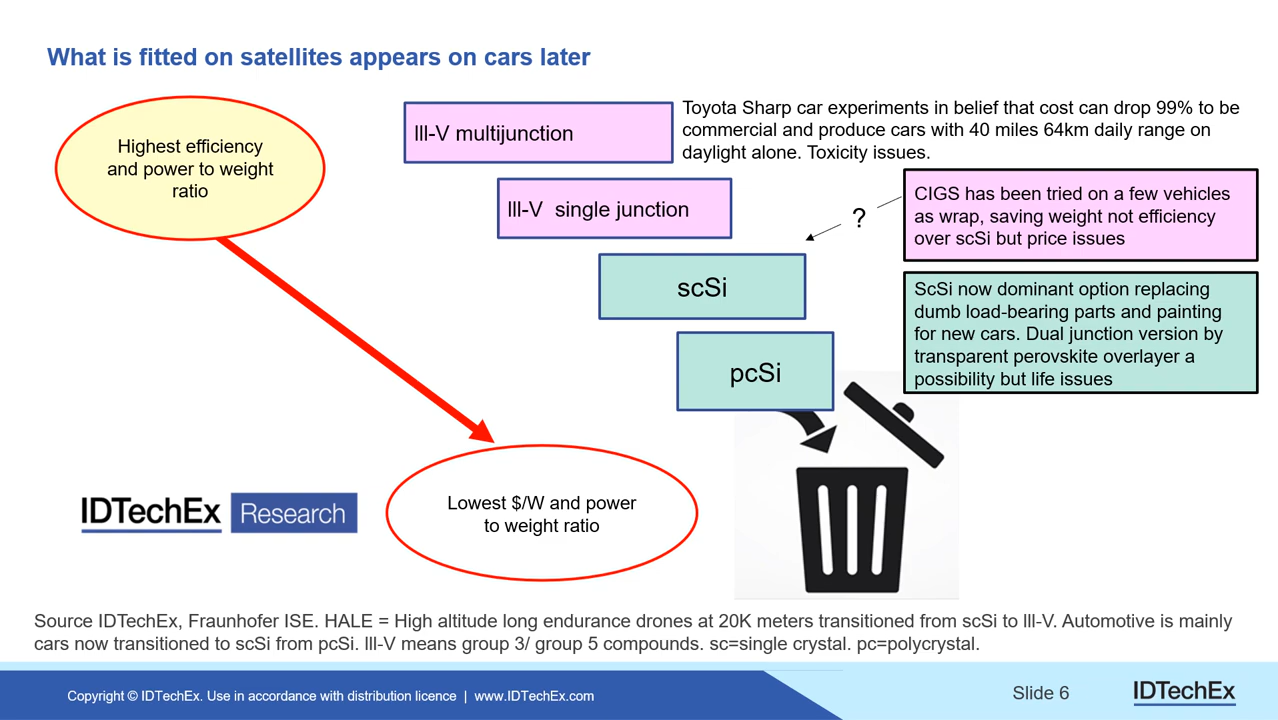 What is fitted on satellites appears on cars later
Highest efficiency
and power to weight
ratio
lll-V multijunction
Toyota Sharp car experiments in belief that cost can drop 99% to be
commercial and produce cars with 40 miles 64km daily range on
daylight alone. Toxicity issues.
lll-V single junction
?
CIGS has been tried on a few vehicles
as wrap, saving weight not efficiency
over scSi but price issues
scSi
ScSi now dominant option replacing
dumb load-bearing parts and painting
for new cars. Dual junction version by
transparent perovskite overlayer a
possibility but life issues
pcSi
Lowest $/W and power
to weight ratio
IDTechEx Research
Source IDTechEx, Fraunhofer ISE. HALE = High altitude long endurance drones at 20K meters transitioned from scSi to lll-V. Automotive is mainly
cars now transitioned to scSi from pcSi. lll-V means group 3/ group 5 compounds. sc=single crystal. pc=polycrystal.
Copyright © IDTechEx. Use in accordance with distribution licence | www.IDTechEx.com
Slide 6
IDTechEx